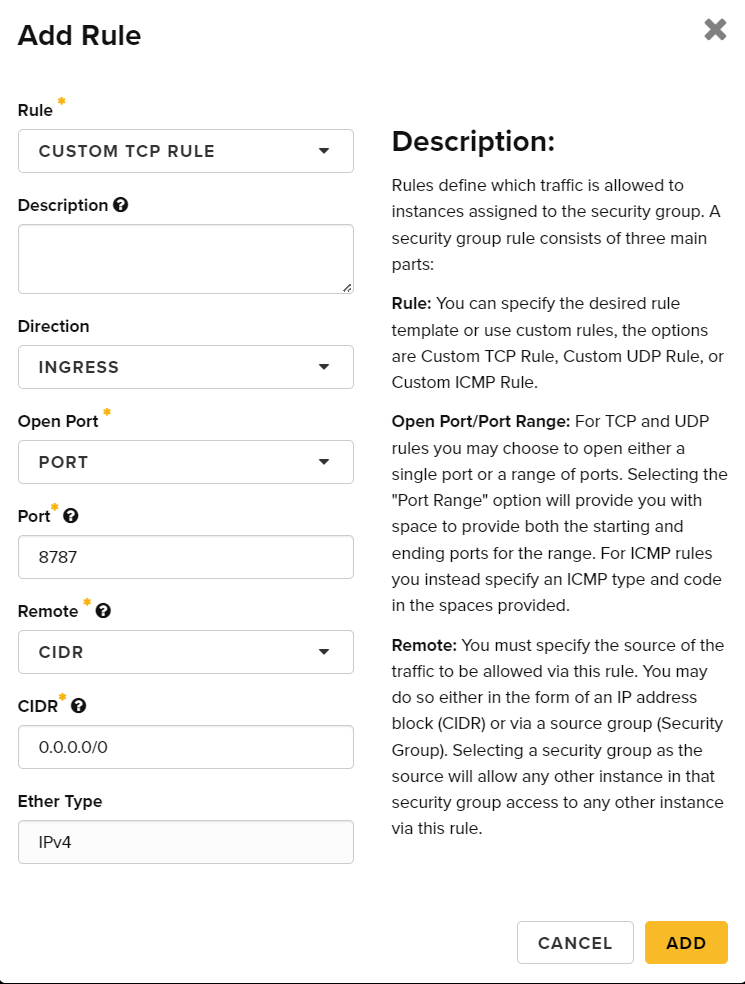 Add Rule
Rule *
CUSTOM TCP RULE
Description
Direction
INGRESS
Open Port *
PORT
Port *
8787
Remote *
CIDR
CIDR *
0.0.0.0/0
Ether Type
IPv4
Description:
Rules define which traffic is allowed to
instances assigned to the security group. A
security group rule consists of three main
parts:
Rule: You can specify the desired rule
template or use custom rules, the options
are Custom TCP Rule, Custom UDP Rule, or
Custom ICMP Rule.
Open Port/Port Range: For TCP and UDP
rules you may choose to open either a
single port or a range of ports. Selecting the
"Port Range" option will provide you with
space to provide both the starting and
ending ports for the range. For ICMP rules
you instead specify an ICMP type and code
in the spaces provided.
Remote: You must specify the source of the
traffic to be allowed via this rule. You may
do so either in the form of an IP address
block (CIDR) or via a source group (Security
Group). Selecting a security group as the
source will allow any other instance in that
security group access to any other instance
via this rule.
CANCEL
ADD